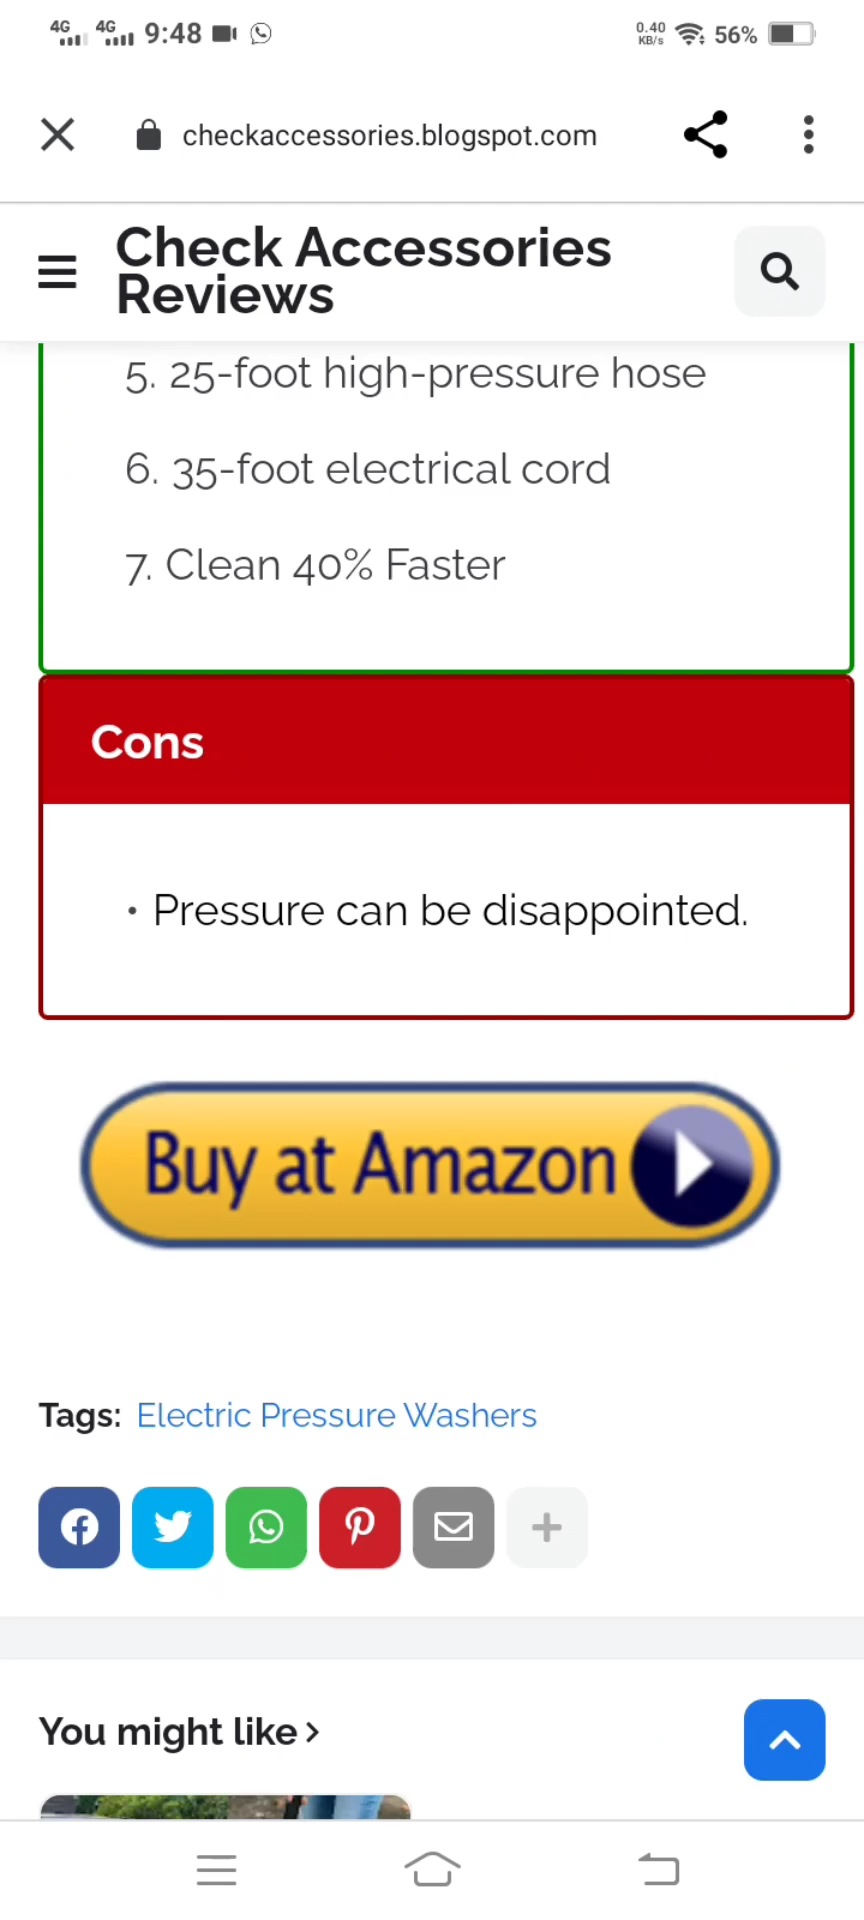 4G 4G 9:48 0.40 KB/s 56%
checkaccessories.blogspot.com
Check Accessories
Reviews
5. 25-foot high-pressure hose
6. 35-foot electrical cord
7. Clean 40% Faster
Cons
• Pressure can be disappointed.
Buy at Amazon
Tags: Electric Pressure Washers
You might like >